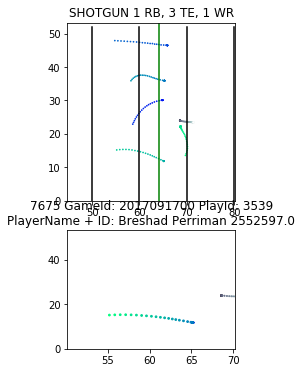 SHOTGUN 1 RB, 3 TE, 1 WR
50
40
30
20
10
0
50 60 70 80
7675 GameId: 2017091700 PlayId: 3539
PlayerName + ID: Breshad Perriman 2552597.0
40
20
0
55 60 65 70